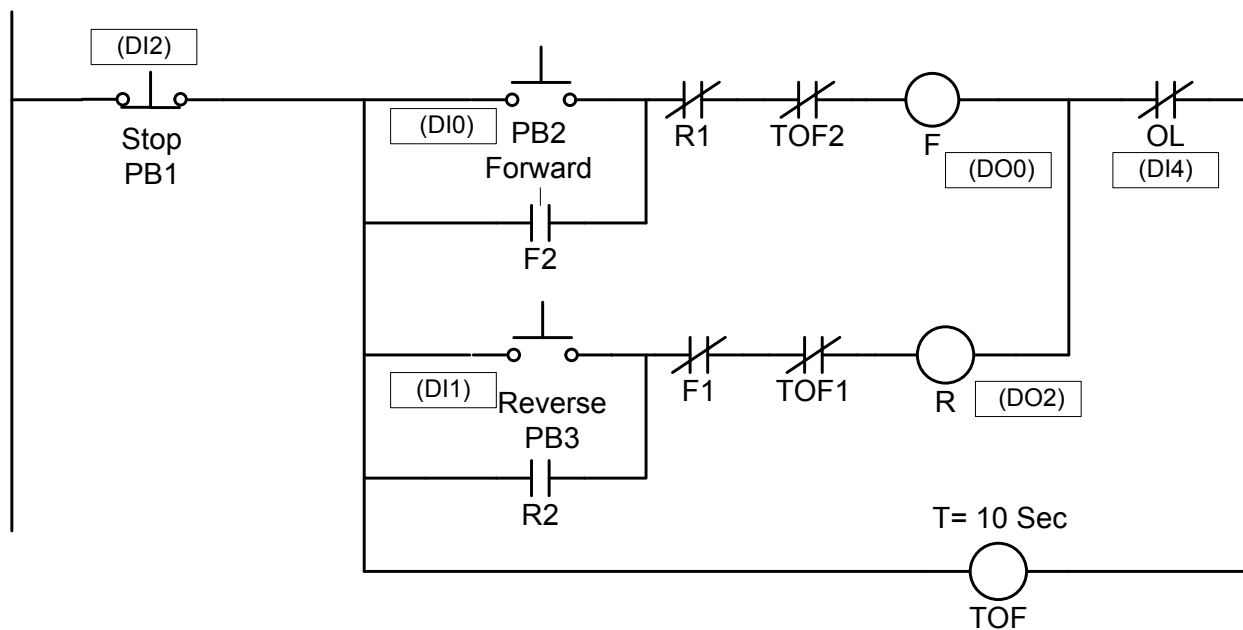 (DI2)
Stop
PB1
(DI0)
PB2
Forward
R1
TOF2
F
(DO0)
OL
(DI4)
F2
(DI1)
Reverse
PB3
F1
TOF1
R
(DO2)
R2
T= 10 Sec
TOF